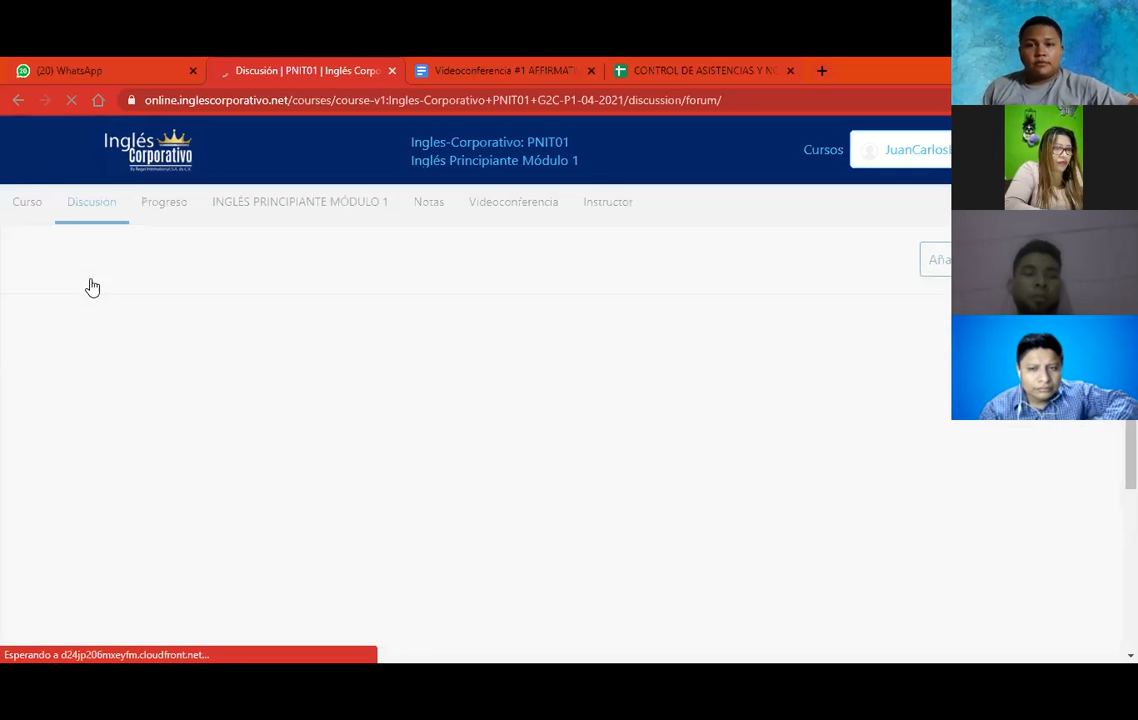 (20) WhatsApp
Discusión | PNIT01 | Inglés Corpo
Videoconferencia #1 AFFIRMATI
CONTROL DE ASISTENCIAS Y NO
online.inglescorporativo.net/courses/course-v1:Ingles-Corporativo+PNIT01+G2C-P1-04-2021/discussion/forum/
Inglés
Corporativo
Ingles-Corporativo: PNIT01
Inglés Principiante Módulo 1
Cursos
JuanCarlos
Curso
Discusión
Progreso
INGLÉS PRINCIPIANTE MÓDULO 1
Notas
Videoconferencia
Instructor
Aña
Esperando a d24jp206mxeyfm.cloudfront.net...